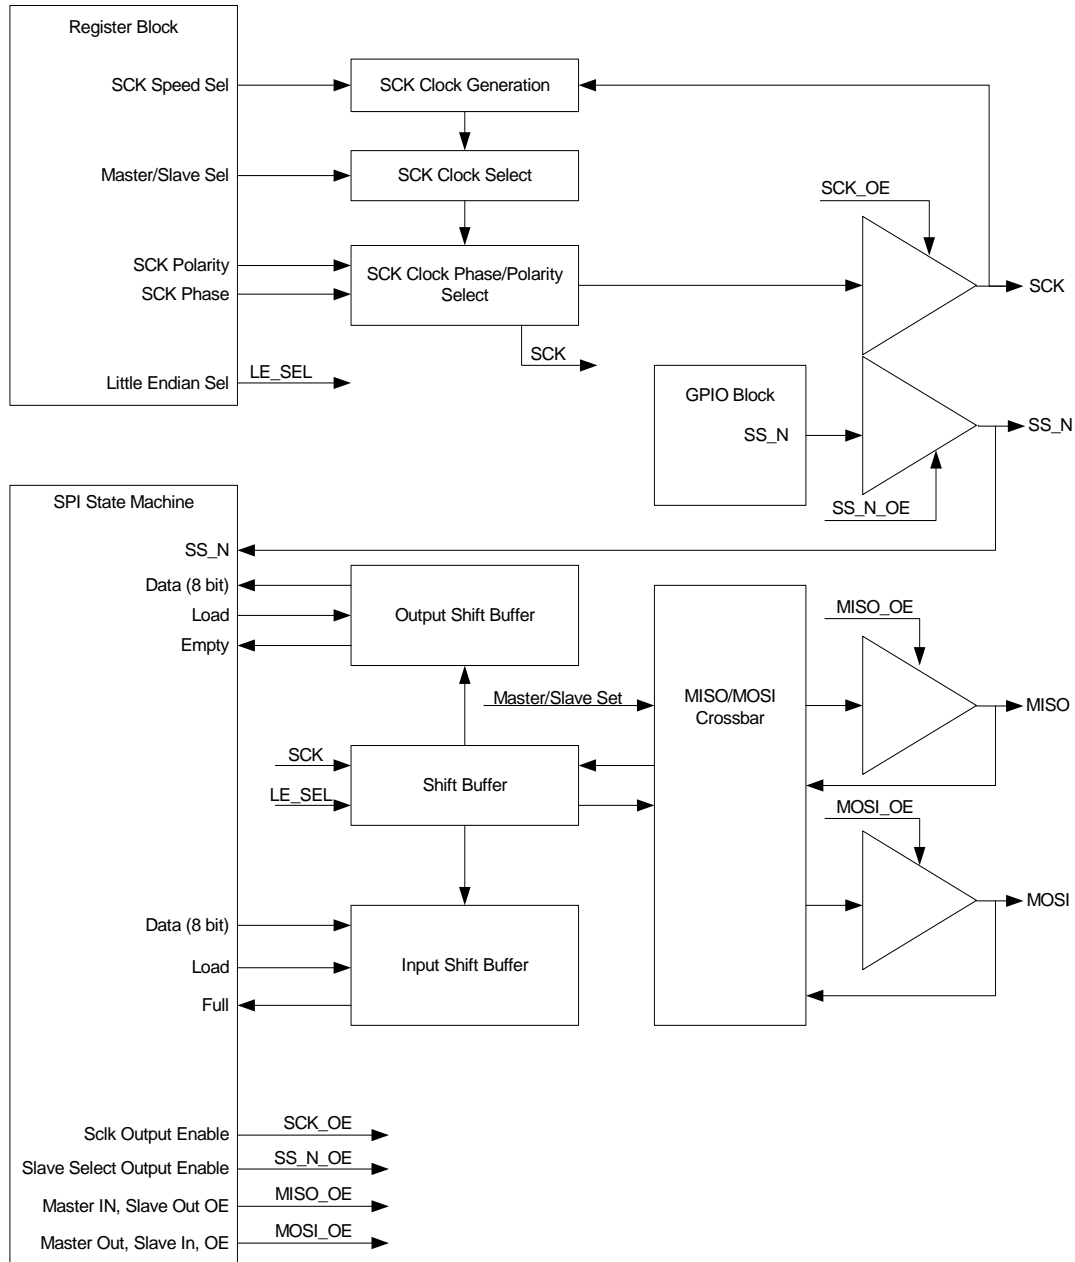 Register Block
SCK Speed Sel
SCK Clock Generation
Master/Slave Sel
SCK Clock Select
SCK_OE
SCK Polarity
SCK Phase
SCK Clock Phase/Polarity
Select
SCK
SCK
Little Endian Sel
LE_SEL
GPIO Block
SS_N
SS_N
SS_N_OE
SPI State Machine
SS_N
Data (8 bit)
Load
Empty
Output Shift Buffer
MISO_OE
Master/Slave Set
MISO/MOSI
Crossbar
MISO
SCK
LE_SEL
Shift Buffer
MOSI_OE
MOSI
Data (8 bit)
Load
Full
Input Shift Buffer
Sclk Output Enable
SCK_OE
Slave Select Output Enable
SS_N_OE
Master IN, Slave Out OE
MISO_OE
Master Out, Slave In, OE
MOSI_OE